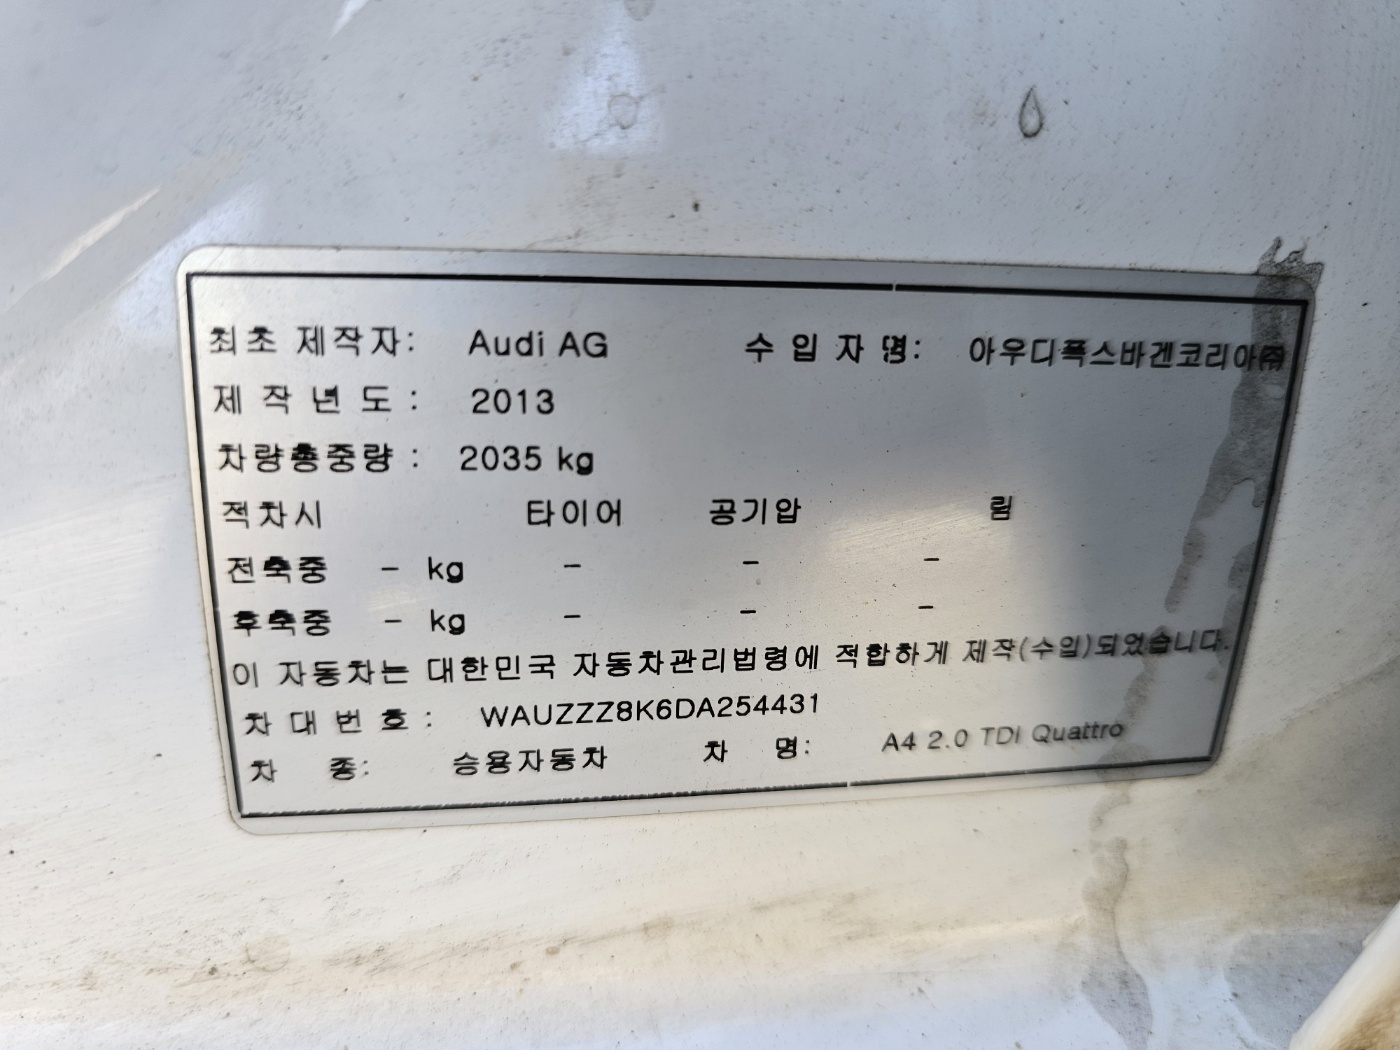 최초 제작자: Audi AG 수 입 자 명: 아우디폭스바겐코리아㈜
제 작 년 도 : 2013
차량총중량 : 2035 kg
적차시 타이어 공기압 림
전축중 - kg - - -
후축중 - kg - - -
이 자동차는 대한민국 자동차관리법령에 적합하게 제작(수입)되었습니다.
차 대 번 호 : WAUZZZ8K6DA254431
차 종: 승용자동차 차 명: A4 2.0 TDI Quattro